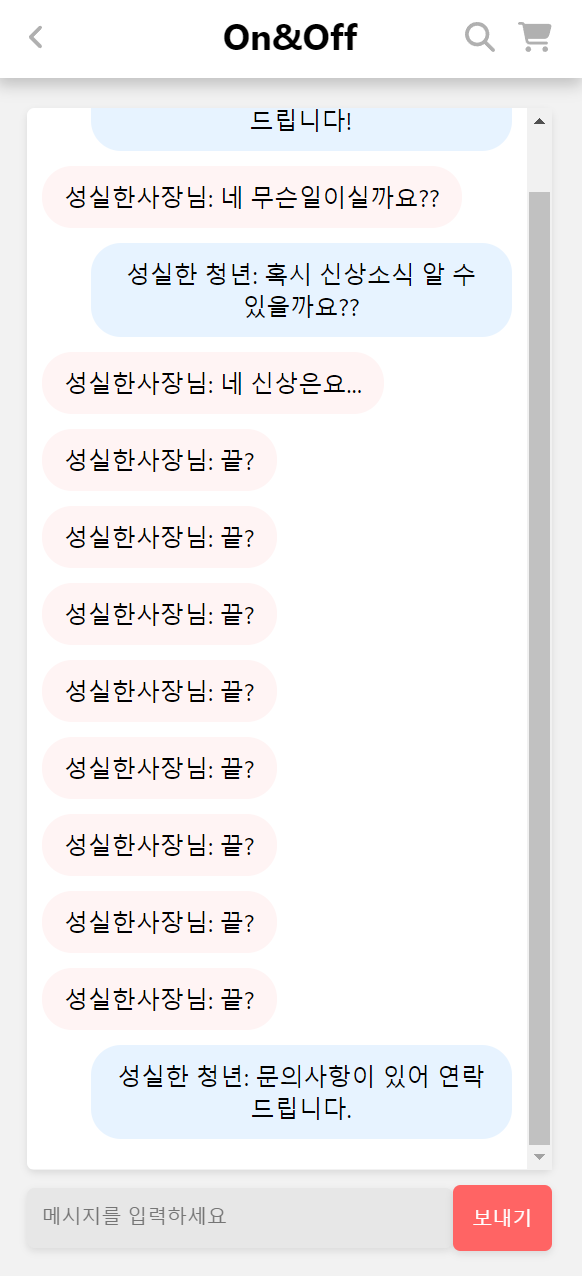 On&Off
드립니다!
성실한사장님: 네 무슨일이실까요??
성실한 청년: 혹시 신상소식 알 수
있을까요??
성실한사장님: 네 신상은요...
성실한사장님: 끝?
성실한사장님: 끝?
성실한사장님: 끝?
성실한사장님: 끝?
성실한사장님: 끝?
성실한사장님: 끝?
성실한사장님: 끝?
성실한사장님: 끝?
성실한 청년: 문의사항이 있어 연락
드립니다.
메시지를 입력하세요
보내기